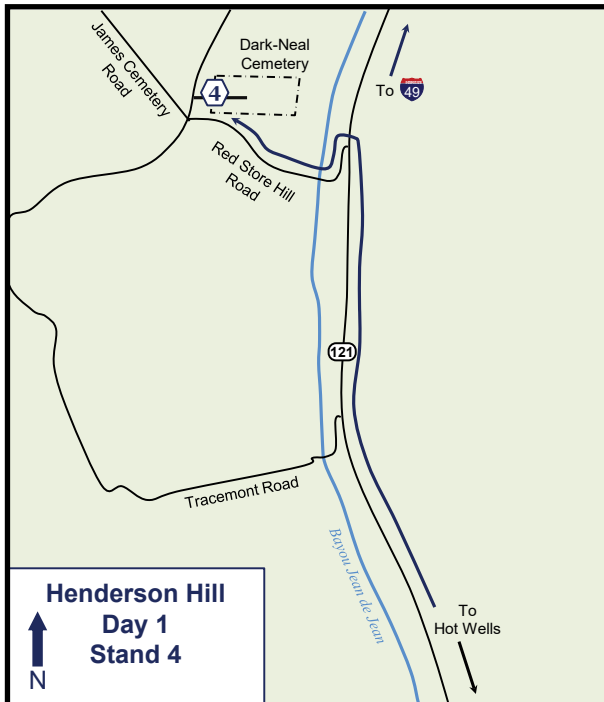 James Cemetery
Road
Dark-Neal
Cemetery
4
To
49
Red Store Hill
Road
121
Tracemont Road
Bayou Jean de Jean
To
Hot Wells
Henderson Hill
Day 1
Stand 4
N